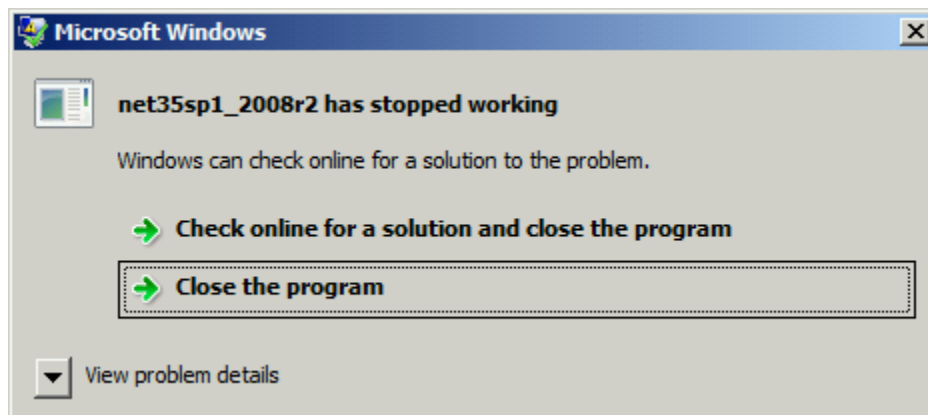 Microsoft Windows
net35sp1_2008r2 has stopped working
Windows can check online for a solution to the problem.
Check online for a solution and close the program
Close the program
View problem details